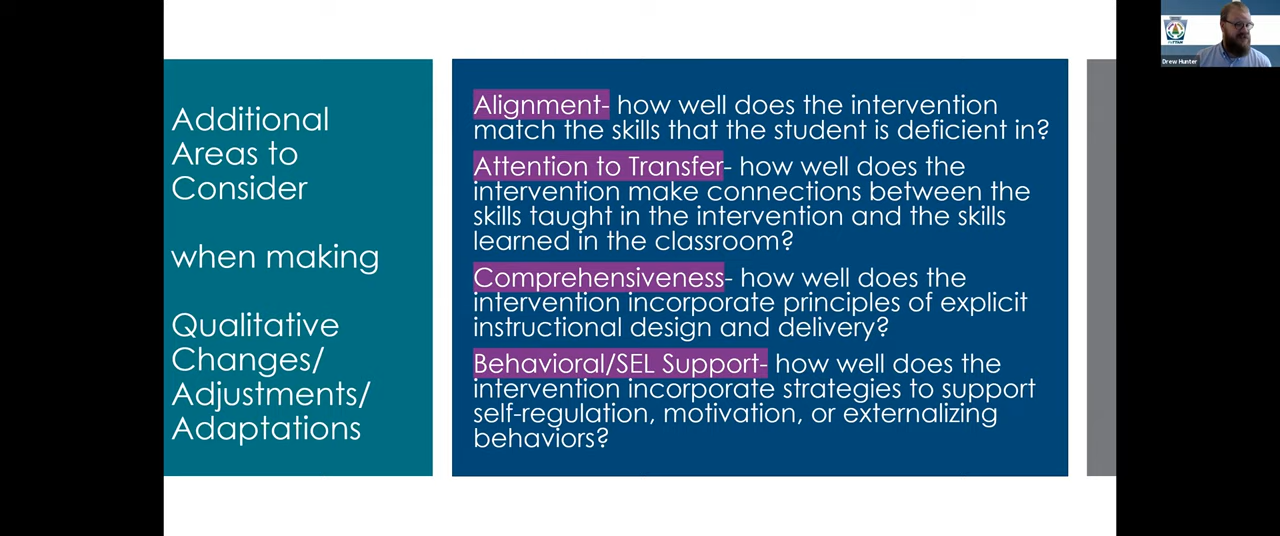 Additional
Areas to
Consider
when making
Qualitative
Changes/
Adjustments/
Adaptations
Alignment- how well does the intervention
match the skills that the student is deficient in?
Attention to Transfer- how well does the
intervention make connections between the
skills taught in the intervention and the skills
learned in the classroom?
Comprehensiveness- how well does the
intervention incorporate principles of explicit
instructional design and delivery?
Behavioral/SEL Support- how well does the
intervention incorporate strategies to support
self-regulation, motivation, or externalizing
behaviors?
Drew Hunter